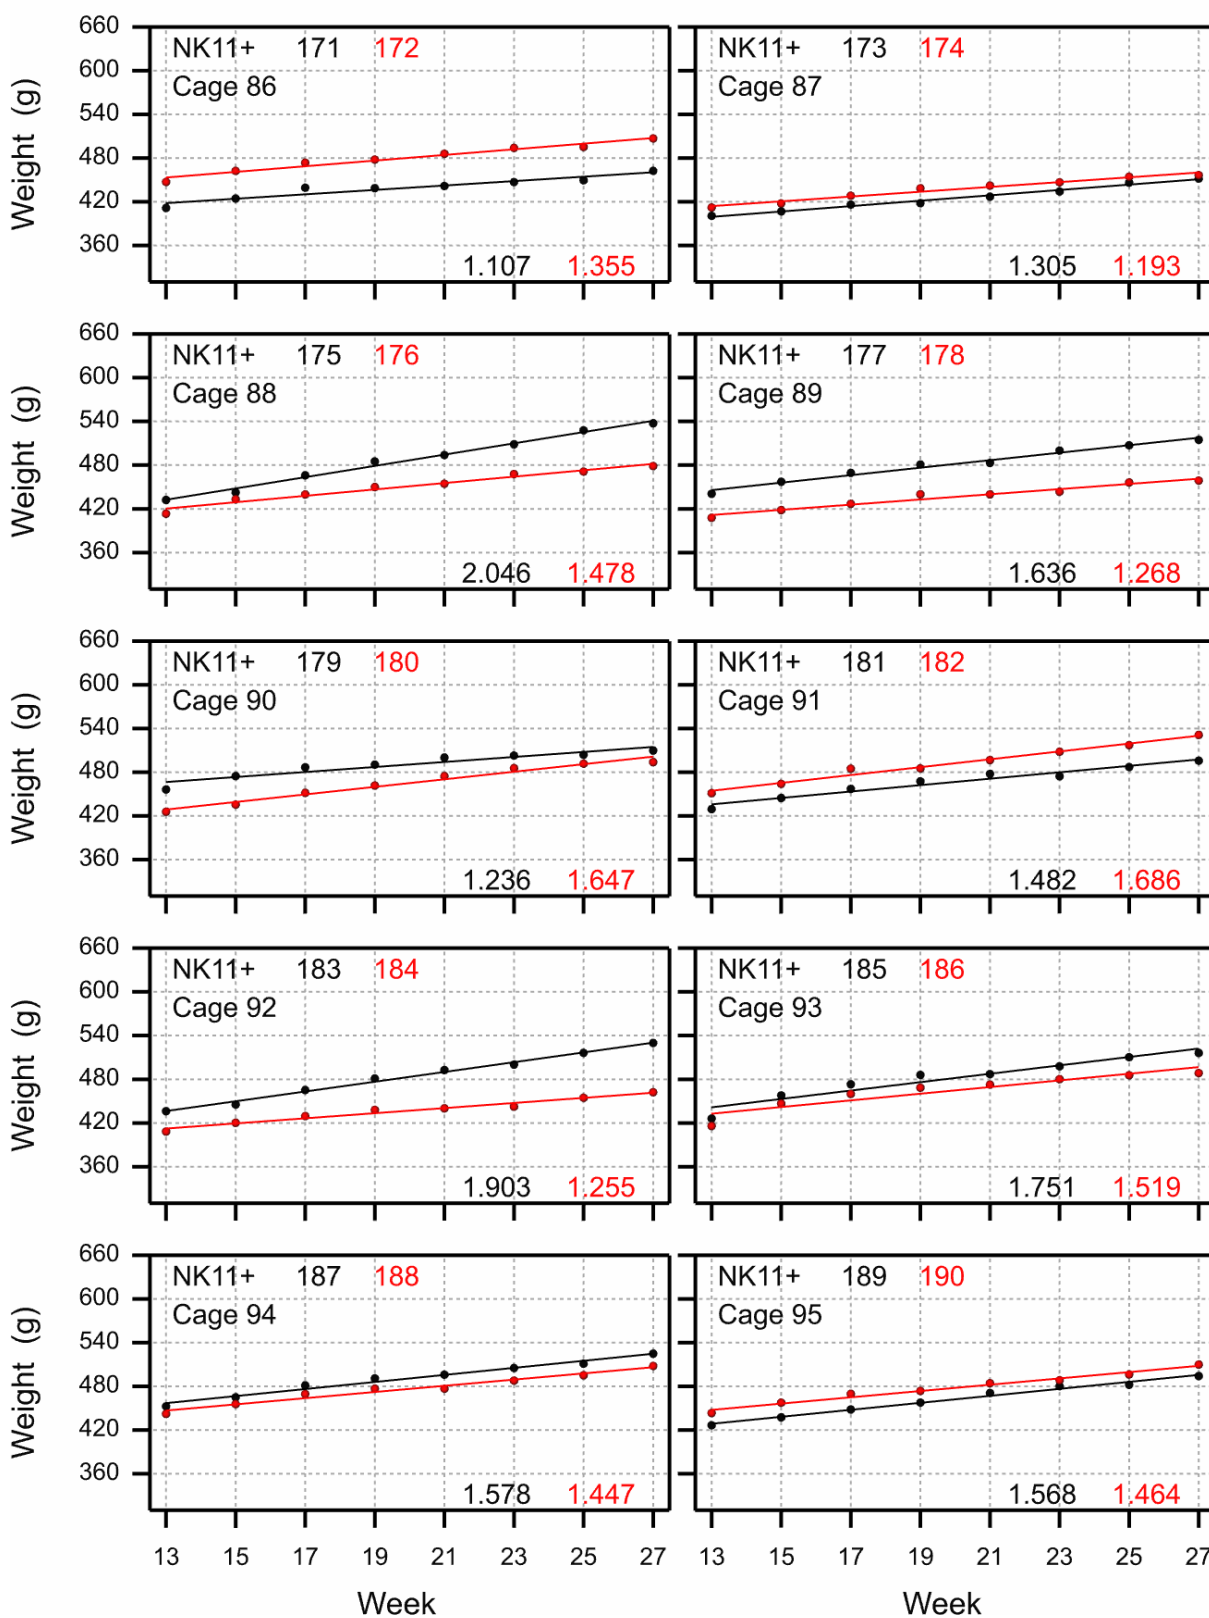 660
NK11+ 171 172
NK11+ 173 174
600
Cage 86
Cage 87
540
480
420
360
1.107 1.355
1.305 1.193
Weight (g)
660
NK11+ 175 176
NK11+ 177 178
600
Cage 88
Cage 89
540
480
420
360
2.046 1.478
1.636 1.268
Weight (g)
660
NK11+ 179 180
NK11+ 181 182
600
Cage 90
Cage 91
540
480
420
360
1.236 1.647
1.482 1.686
Weight (g)
660
NK11+ 183 184
NK11+ 185 186
600
Cage 92
Cage 93
540
480
420
360
1.903 1.255
1.751 1.519
Weight (g)
660
NK11+ 187 188
NK11+ 189 190
600
Cage 94
Cage 95
540
480
420
360
1.578 1.447
1.568 1.464
Weight (g)
13 15 17 19 21 23 25 27
13 15 17 19 21 23 25 27
Week
Week